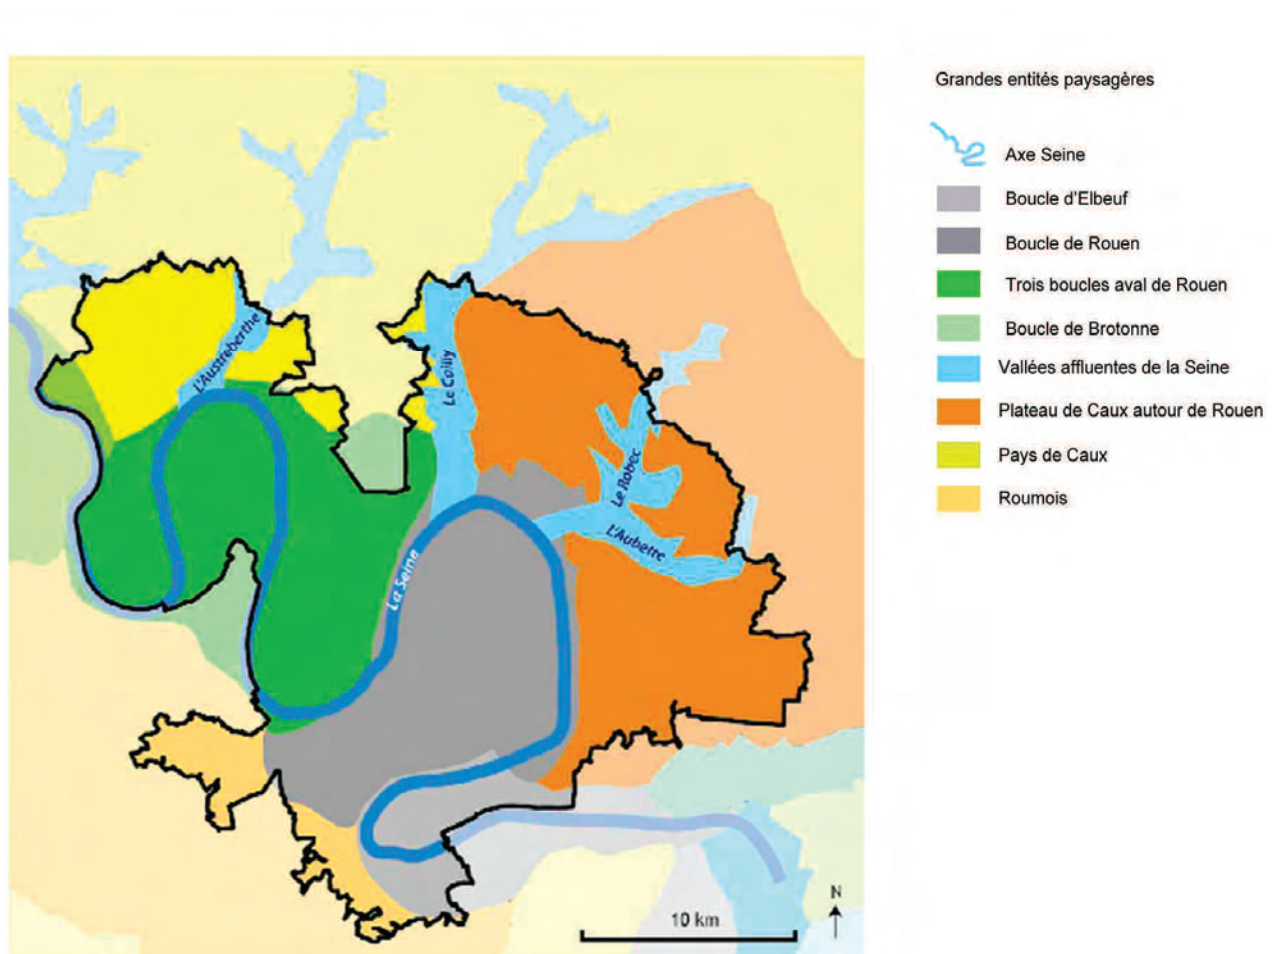 Grandes entités paysagères
Axe Seine
Boucle d'Elbeuf
Boucle de Rouen
Trois boucles aval de Rouen
Boucle de Brotonne
Vallées affluentes de la Seine
Plateau de Caux autour de Rouen
Pays de Caux
Roumois
L'Austreberthe
Le Cailly
Le Robec
L'Aubette
La Seine
N
10 km